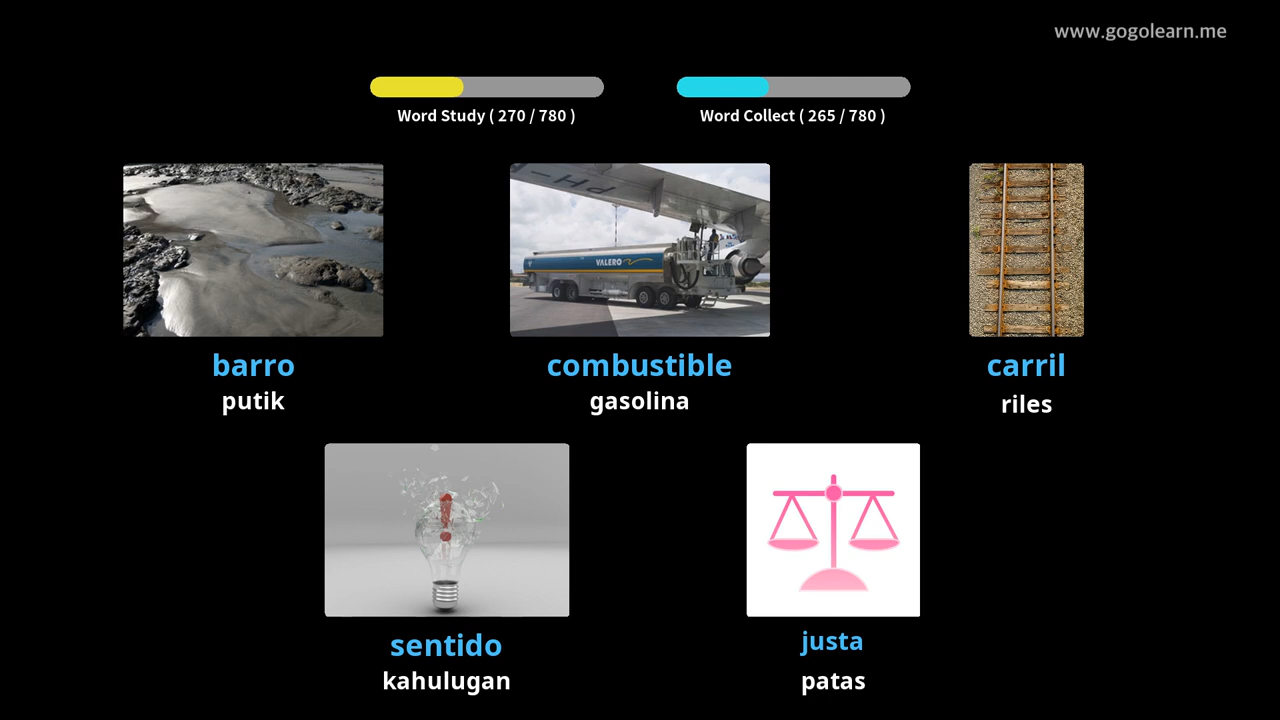 www.gogolearn.me
Word Study ( 270 / 780 )
Word Collect ( 265 / 780 )
VALERO
barro
putik
combustible
gasolina
carril
riles
sentido
kahulugan
justa
patas